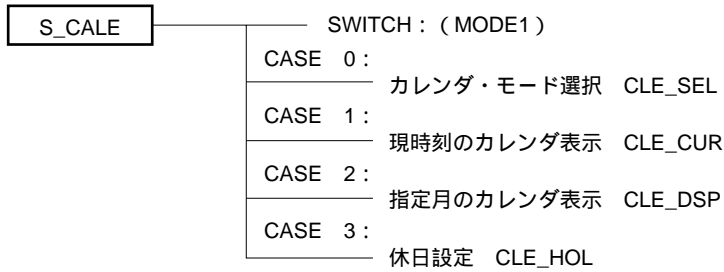 S_CALE
SWITCH：（MODE1）
CASE 0：
カレンダ・モード選択 CLE_SEL
CASE 1：
現時刻のカレンダ表示 CLE_CUR
CASE 2：
指定月のカレンダ表示 CLE_DSP
CASE 3：
休日設定 CLE_HOL